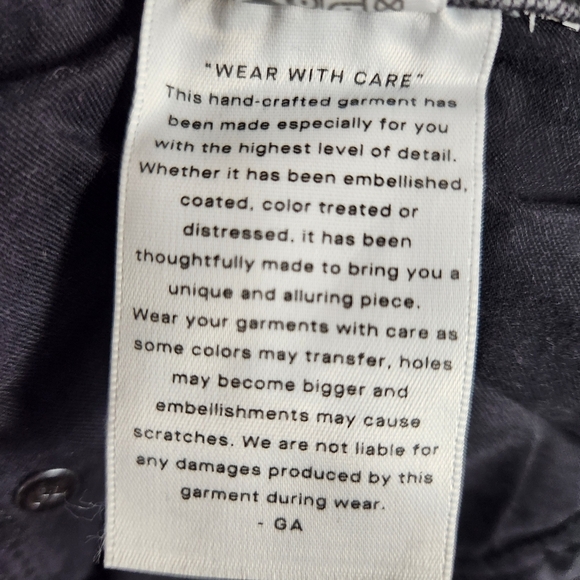 "WEAR WITH CARE"
This hand-crafted garment has
been made especially for you
with the highest level of detail.
Whether it has been embellished,
coated, color treated or
distressed, it has been
thoughtfully made to bring you a
unique and alluring piece.
Wear your garments with care as
some colors may transfer, holes
may become bigger and
embellishments may cause
scratches. We are not liable for
any damages produced by this
garment during wear.
- GA